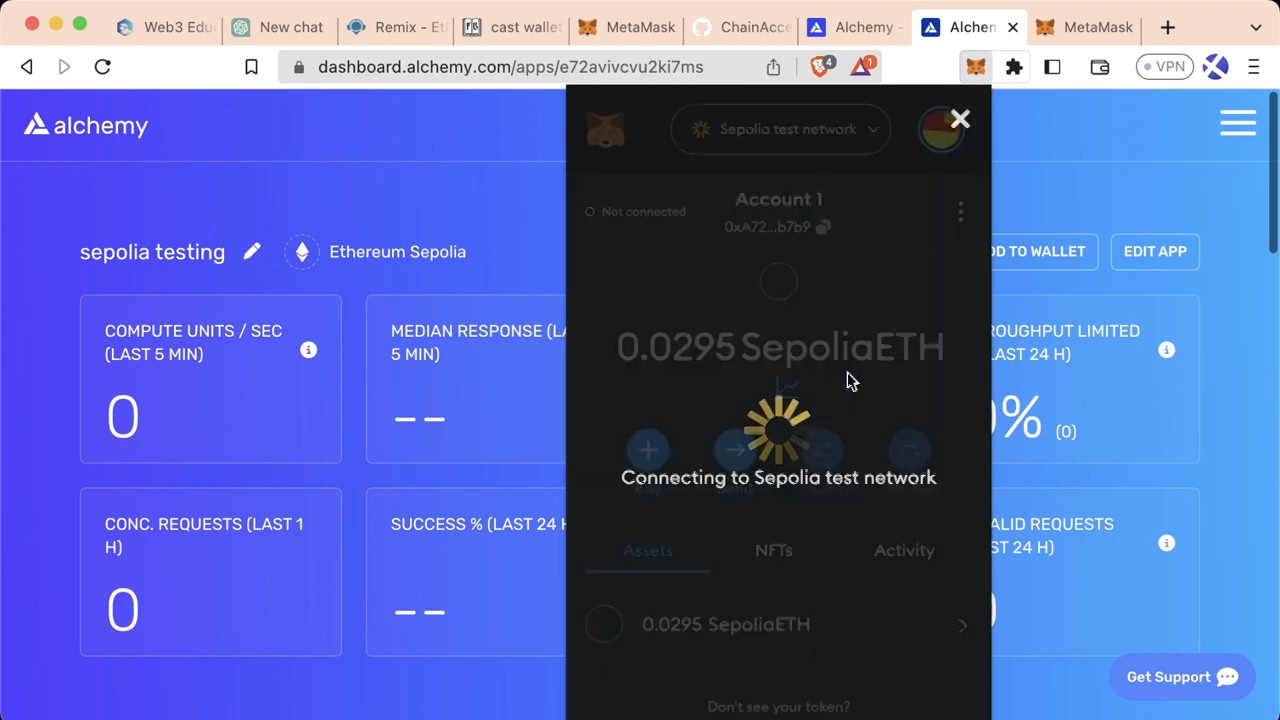 Web3 Edu
New chat
Remix - Et
cast wallet
MetaMask
ChainAcce
Alchemy -
Alchem
MetaMask
dashboard.alchemy.com/apps/e72avivcvu2ki7ms
4
1
VPN
alchemy
Sepolia test network
Not connected
Account 1
0xA72...b7b9
sepolia testing
Ethereum Sepolia
DD TO WALLET
EDIT APP
COMPUTE UNITS / SEC
(LAST 5 MIN)
0
MEDIAN RESPONSE (LA
5 MIN)
--
0.0295 SepoliaETH
ROUGHPUT LIMITED
LAST 24 H)
0% (0)
Connecting to Sepolia test network
CONC. REQUESTS (LAST 1
H)
0
SUCCESS % (LAST 24 H
--
Assets
NFTs
Activity
ALID REQUESTS
ST 24 H)
0.0295 SepoliaETH
Don't see your token?
Get Support